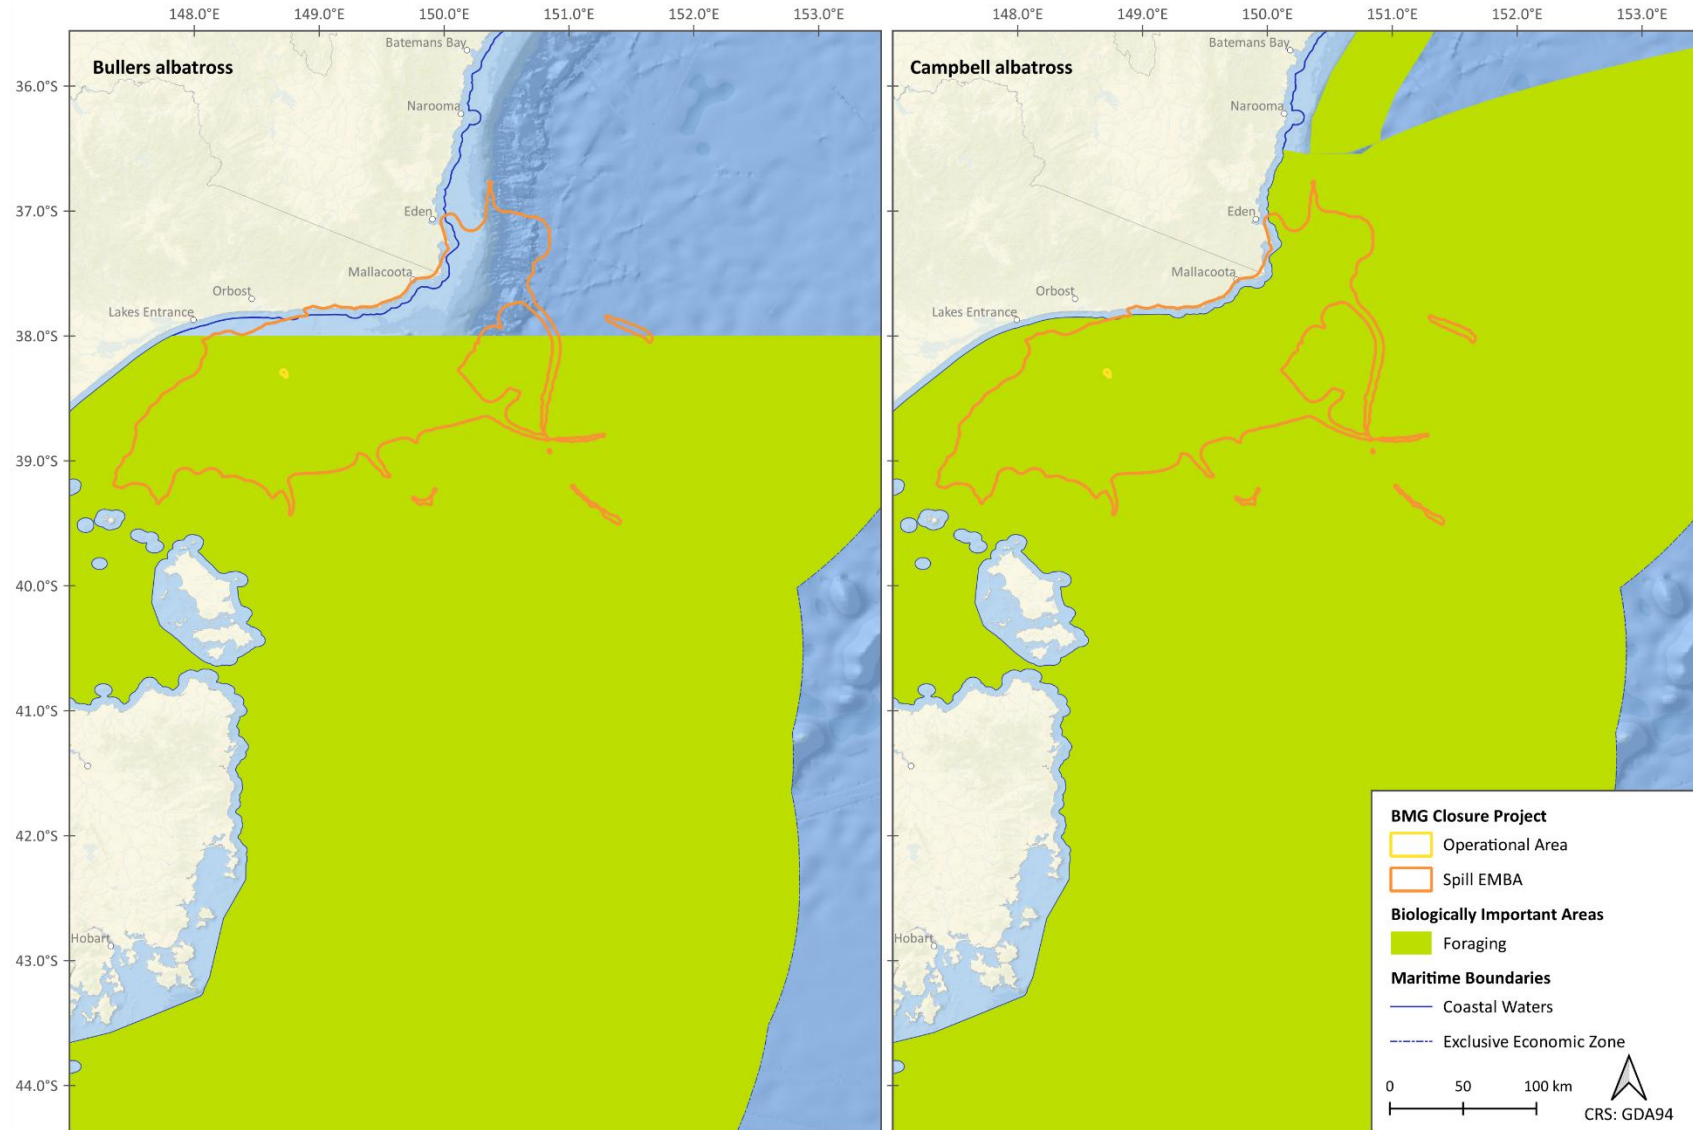 148.0°E 149.0°E 150.0°E 151.0°E 152.0°E 153.0°E
148.0°E 149.0°E 150.0°E 151.0°E 152.0°E 153.0°E
Bullers albatross
Batemans Bay
36.0°S
Narooma
37.0°S
Eden
Mallacoota
Orbost
Lakes Entrance
38.0°S
39.0°S
40.0°S
41.0°S
42.0°S
Hobart
43.0°S
44.0°S
Campbell albatross
Batemans Bay
Narooma
Eden
Mallacoota
Orbost
Lakes Entrance
Hobart
BMG Closure Project
Operational Area
Spill EMBA
Biologically Important Areas
Foraging
Maritime Boundaries
Coastal Waters
Exclusive Economic Zone
0 50 100 km
CRS: GDA94